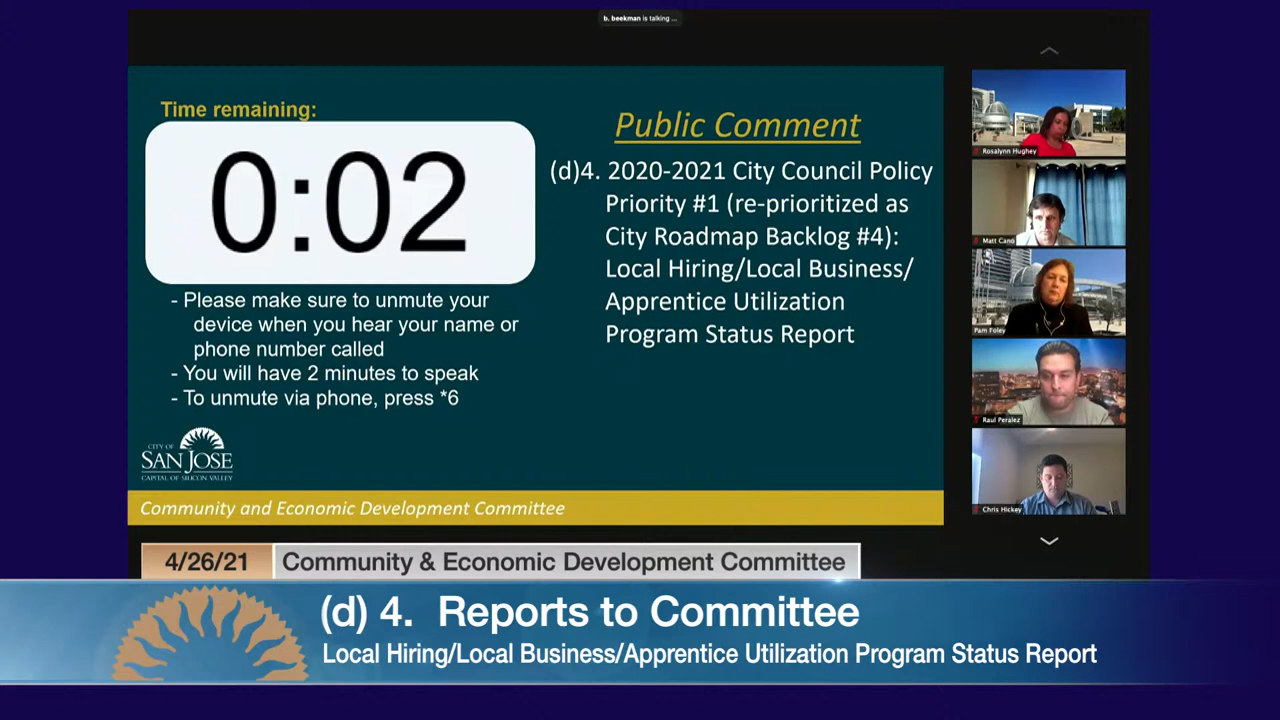 b. beekman is talking ...
Time remaining:
0:02
- Please make sure to unmute your
device when you hear your name or
phone number called
- You will have 2 minutes to speak
- To unmute via phone, press *6
CITY OF
SAN JOSE
CAPITAL OF SILICON VALLEY
Public Comment
(d)4. 2020-2021 City Council Policy
Priority #1 (re-prioritized as
City Roadmap Backlog #4):
Local Hiring/Local Business/
Apprentice Utilization
Program Status Report
Community and Economic Development Committee
Rosalynn Hughey
Matt Cano
Pam Foley
Raul Peralez
Chris Hickey
4/26/21
Community & Economic Development Committee
(d) 4. Reports to Committee
Local Hiring/Local Business/Apprentice Utilization Program Status Report